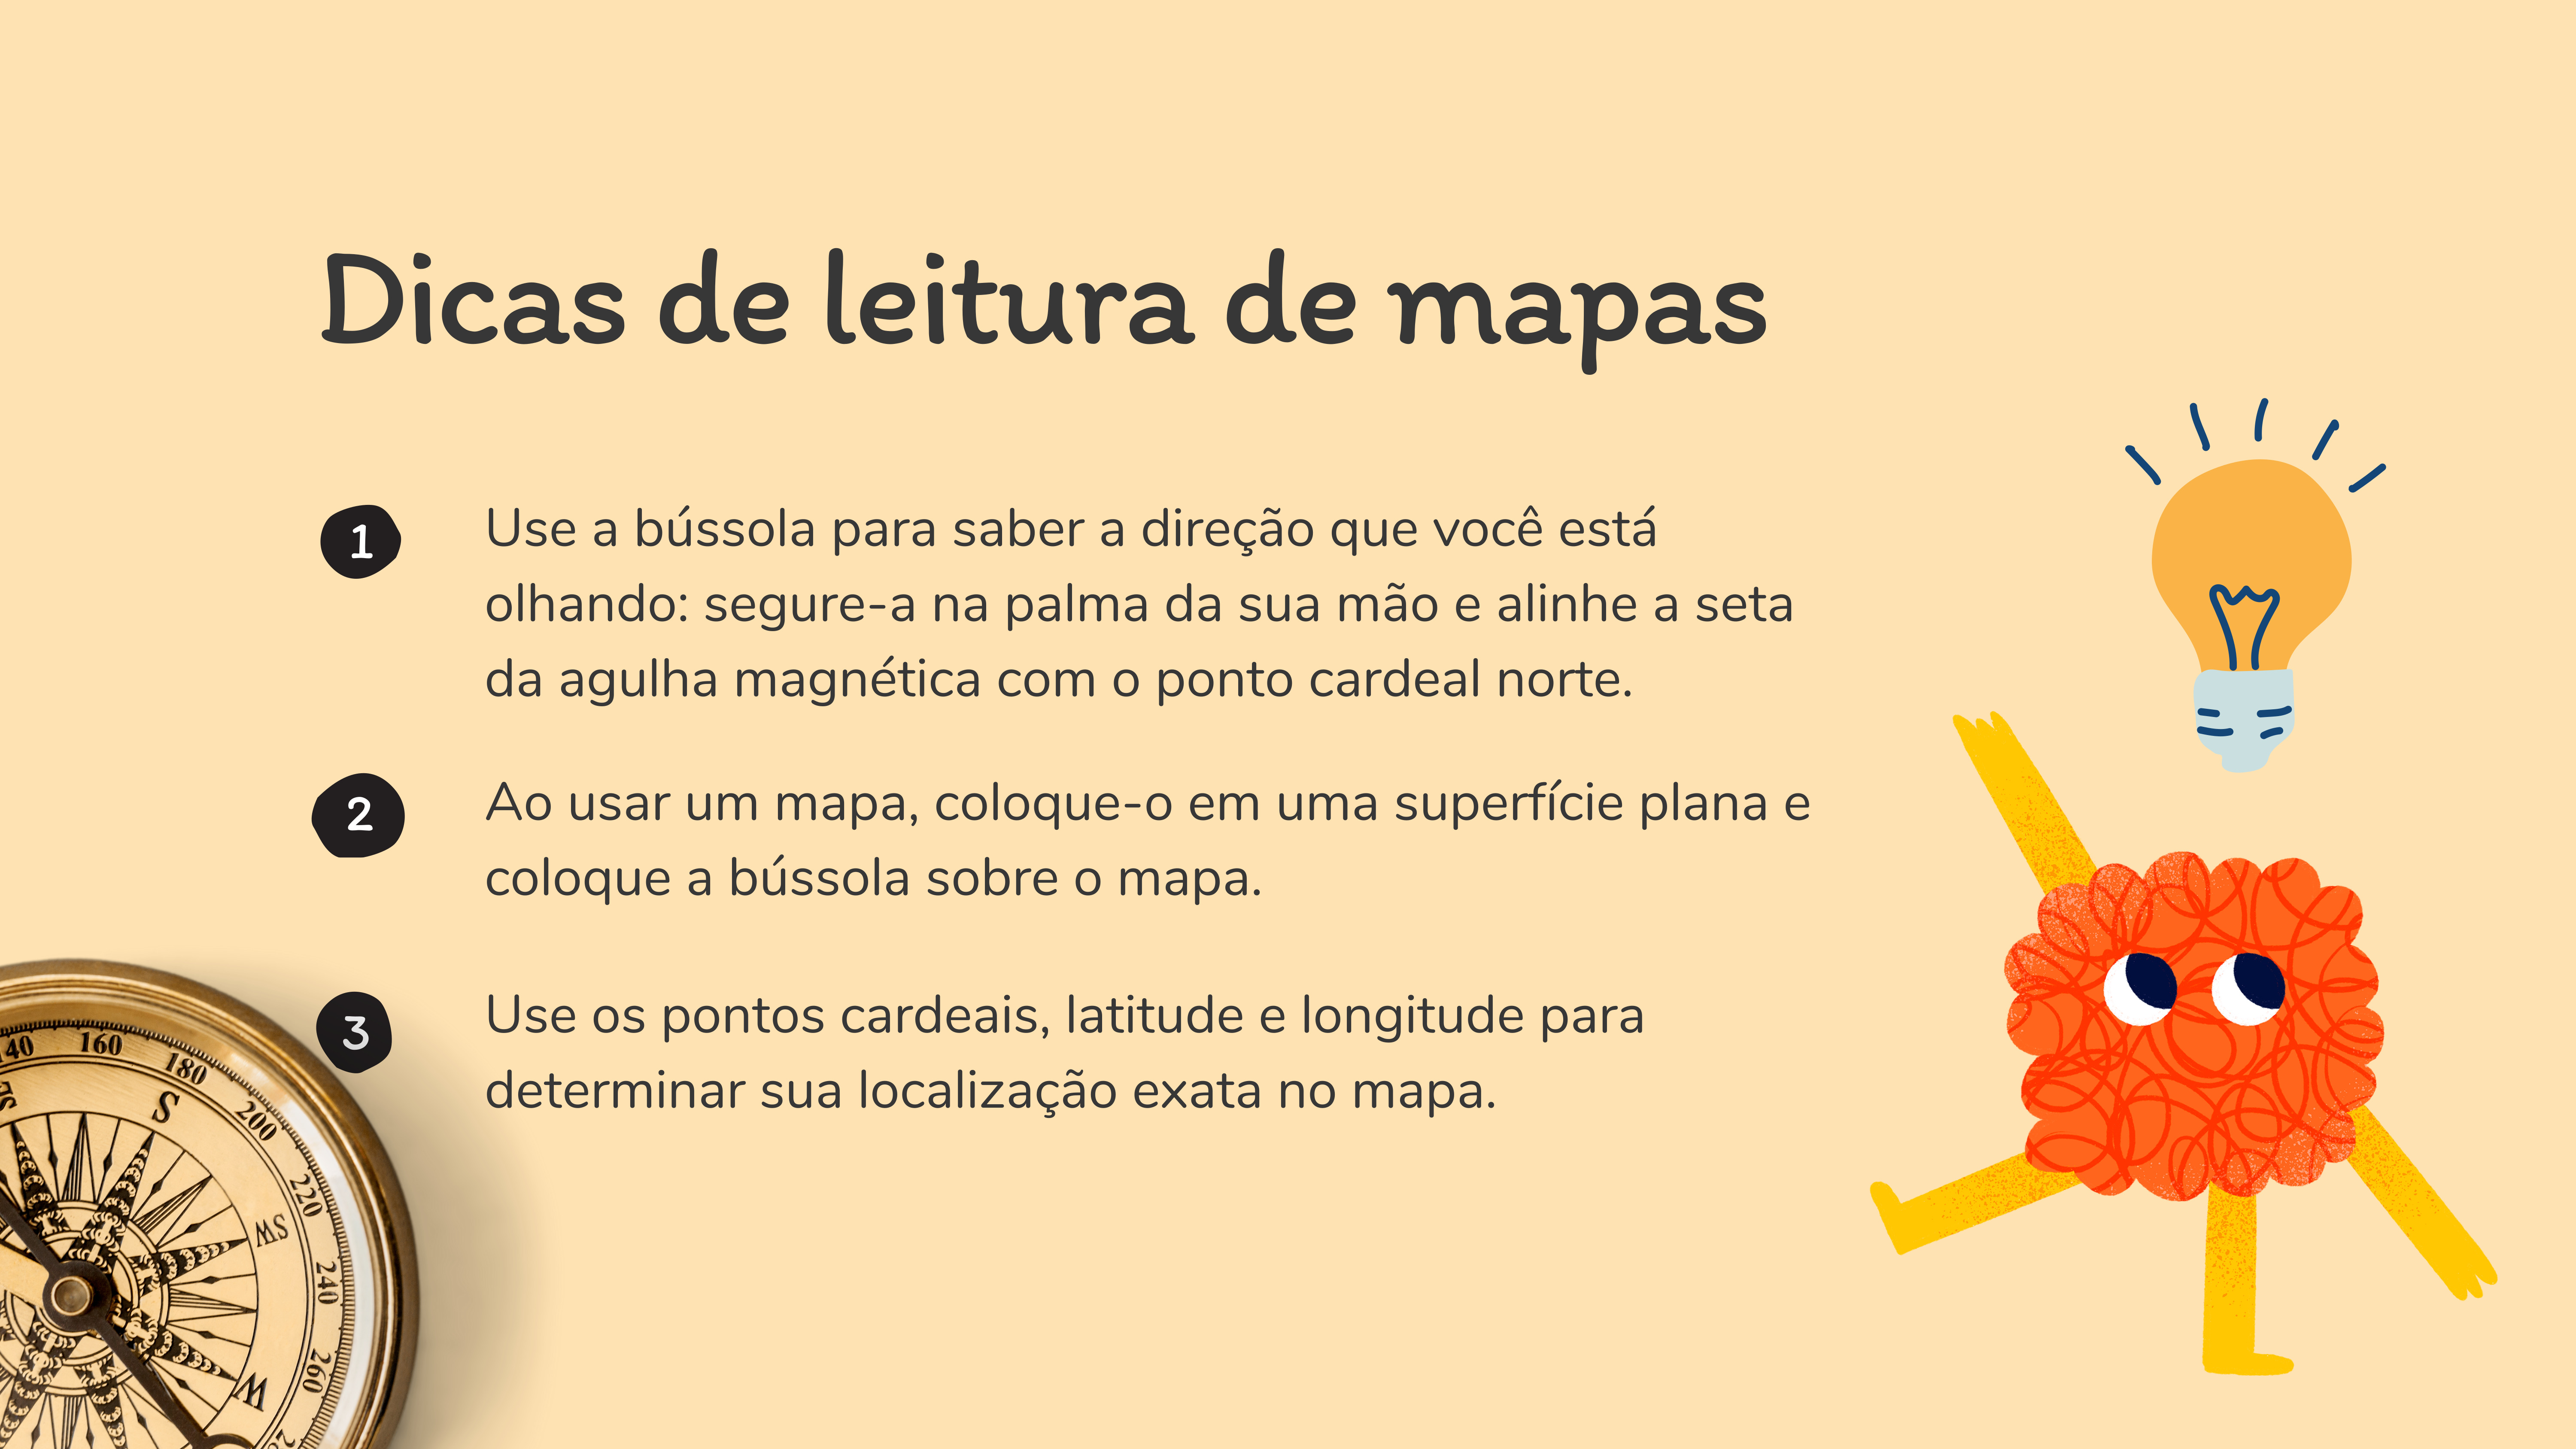 Dicas de leitura de mapas
1
Use a bússola para saber a direção que você está
olhando: segure-a na palma da sua mão e alinhe a seta
da agulha magnética com o ponto cardeal norte.
2
Ao usar um mapa, coloque-o em uma superfície plana e
coloque a bússola sobre o mapa.
3
Use os pontos cardeais, latitude e longitude para
determinar sua localização exata no mapa.
160
180
S
200
220
SW
240
W
260